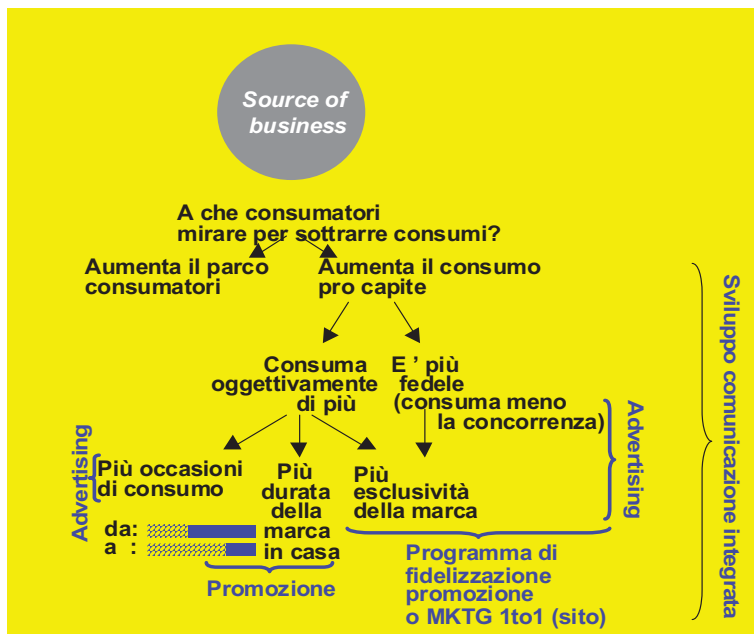 Source of
business
A che consumatori
mirare per sottrarre consumi?
Aumenta il parco
consumatori
Aumenta il consumo
pro capite
Consuma
oggettivamente
di più
E ' più
fedele
(consuma meno
la concorrenza)
Più occasioni
di consumo
Più
durata
della
marca
in casa
Più
esclusività
della marca
da:
a :
Advertising
Advertising
Promozione
Programma di
fidelizzazione
promozione
o MKTG 1to1 (sito)
Sviluppo comunicazione integrata